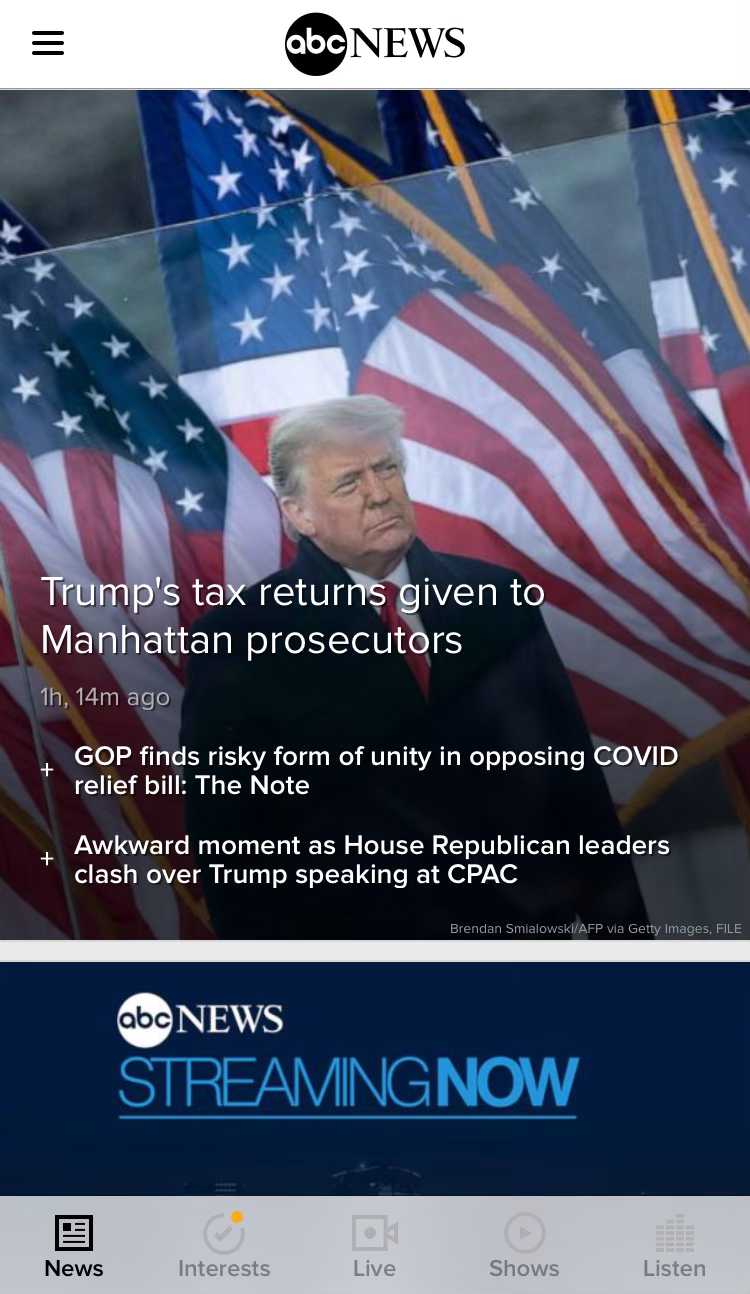 abc NEWS
Trump's tax returns given to
Manhattan prosecutors
1h, 14m ago
+ GOP finds risky form of unity in opposing COVID
relief bill: The Note
+ Awkward moment as House Republican leaders
clash over Trump speaking at CPAC
Brendan Smialowski/AFP via Getty Images, FILE
abc NEWS
STREAMING NOW
News Interests Live Shows Listen